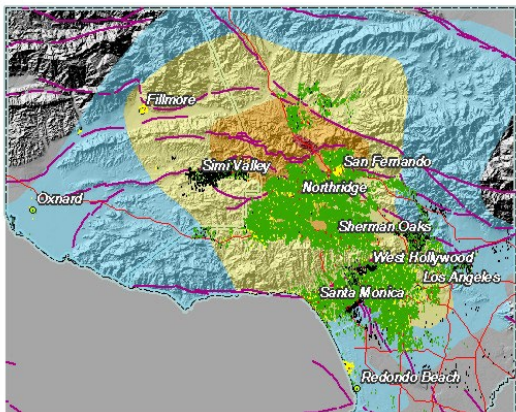 Fillmore
Simi Valley
San Fernando
Northridge
Oxnard
Sherman Oaks
West Hollywood
Los Angeles
Santa Monica
Redondo Beach